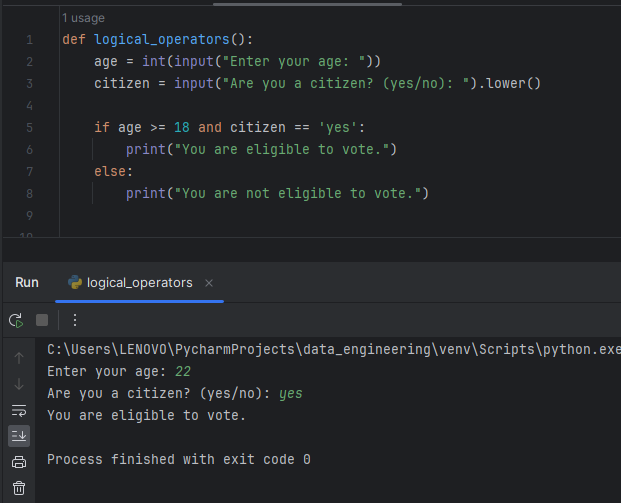 1 usage
1 def logical_operators():
2     age = int(input("Enter your age: "))
3     citizen = input("Are you a citizen? (yes/no): ").lower()
4
5     if age >= 18 and citizen == 'yes':
6         print("You are eligible to vote.")
7     else:
8         print("You are not eligible to vote.")
9
10
Run logical_operators ×
C:\Users\LENOVO\PycharmProjects\data_engineering\venv\Scripts\python.exe
Enter your age: 22
Are you a citizen? (yes/no): yes
You are eligible to vote.
Process finished with exit code 0